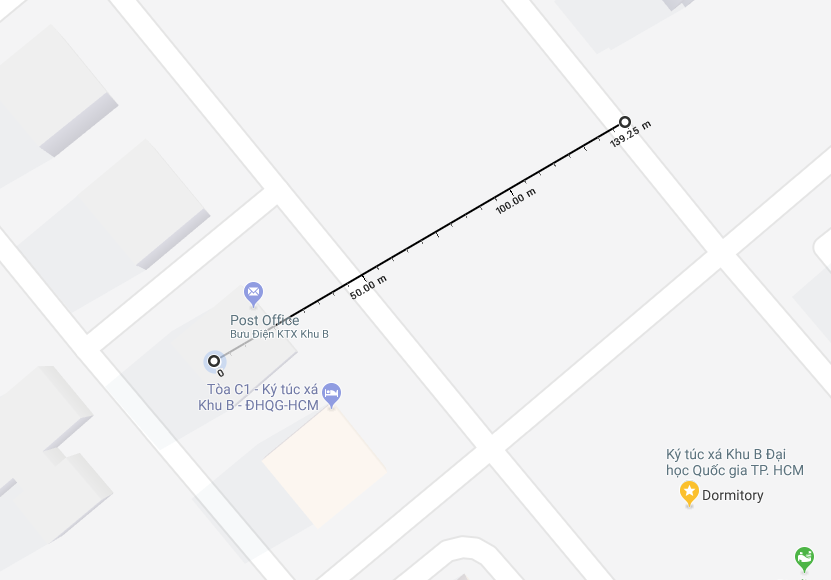 139.25 m
100.00 m
50.00 m
Post Office
Bưu Điện KTX Khu B
0
Tòa C1 - Ký túc xá
Khu B - ĐHQG-HCM
Ký túc xá Khu B Đại
học Quốc gia TP. HCM
Dormitory